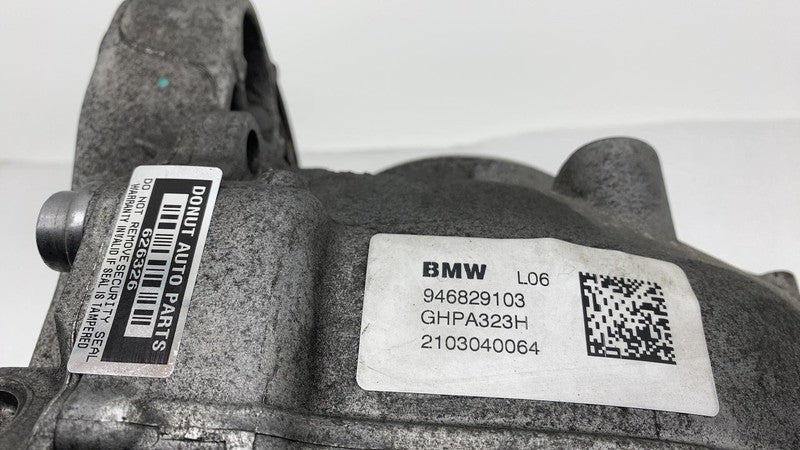 DONUT AUTO PARTS
626326
DO NOT REMOVE/SECURITY SEAL
WARRANTY INVALID IF SEAL IS TAMPERED
BMW L06
946829103
GHPA323H
2103040064